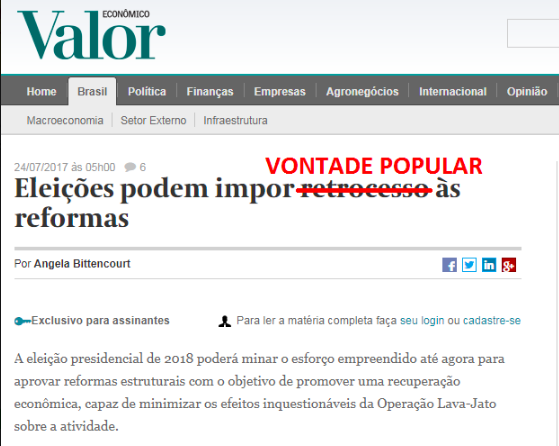 Valor ECONÔMICO
Home Brasil Política Finanças Empresas Agronegócios Internacional Opinião
Macroeconomia Setor Externo Infraestrutura
24/07/2017 às 05h00 6
VONTADE POPULAR
Eleições podem impor retrocesso às
reformas
Por Angela Bittencourt
f in g+
Exclusivo para assinantes Para ler a matéria completa faça seu login ou cadastre-se
A eleição presidencial de 2018 poderá minar o esforço empreendido até agora para
aprovar reformas estruturais com o objetivo de promover uma recuperação
econômica, capaz de minimizar os efeitos inquestionáveis da Operação Lava-Jato
sobre a atividade.